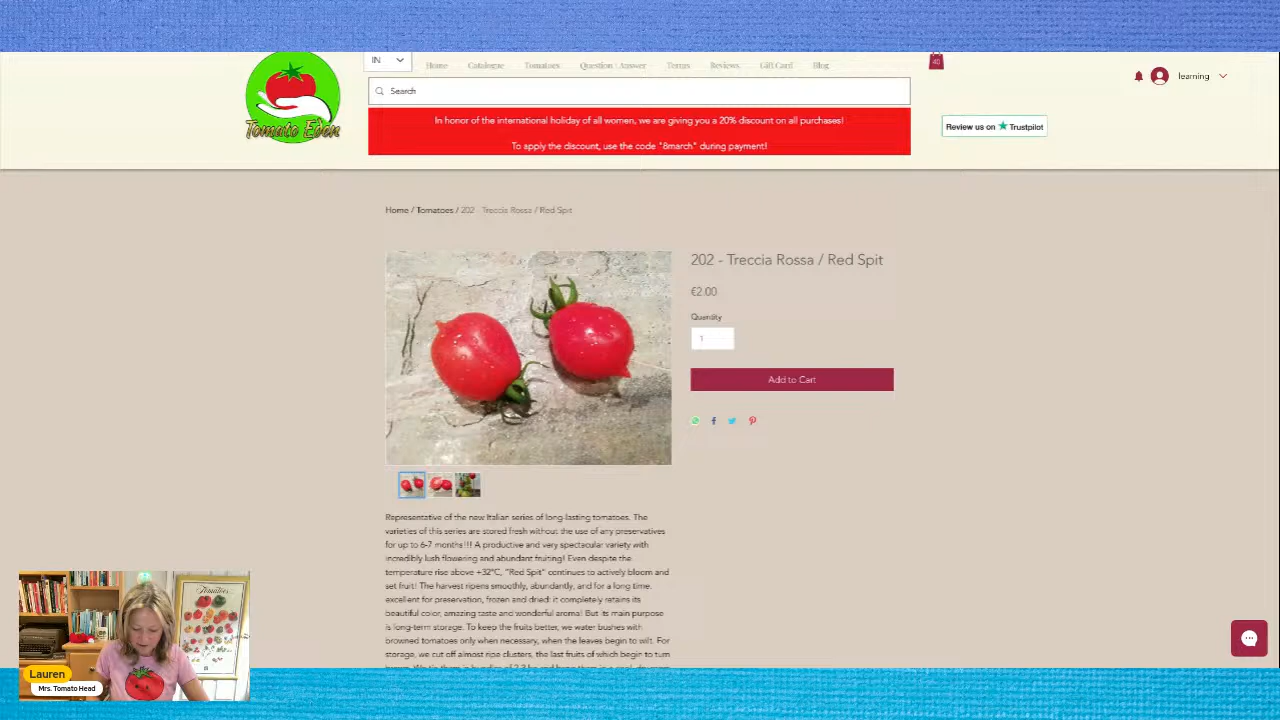 IN
Home Catalogue Tomatoes Question - Answer Terms Reviews Gift Card Blog
40
learning
Search
Tomato Eden
In honor of the international holiday of all women, we are giving you a 20% discount on all purchases!
To apply the discount, use the code "8march" during payment!
Review us on Trustpilot
Home / Tomatoes / 202 - Treccia Rossa / Red Spit
202 - Treccia Rossa / Red Spit
€2.00
Quantity
1
Add to Cart
Representative of the new Italian series of long-lasting tomatoes. The
varieties of this series are stored fresh without the use of any preservatives
for up to 6-7 months!!! A productive and very spectacular variety with
incredibly lush flowering and abundant fruiting! Even despite the
temperature rise above +32°C, "Red Spit" continues to actively bloom and
set fruit! The harvest ripens smoothly, abundantly, and for a long time.
excellent for preservation, frozen and dried: it completely retains its
beautiful color, amazing taste and wonderful aroma! But its main purpose
is long-term storage. To keep the fruits better, we water bushes with
browned tomatoes only when necessary, when the leaves begin to wilt. For
storage, we cut off almost ripe clusters, the last fruits of which begin to turn
Tomatoes
Lauren
Mrs. Tomato Head